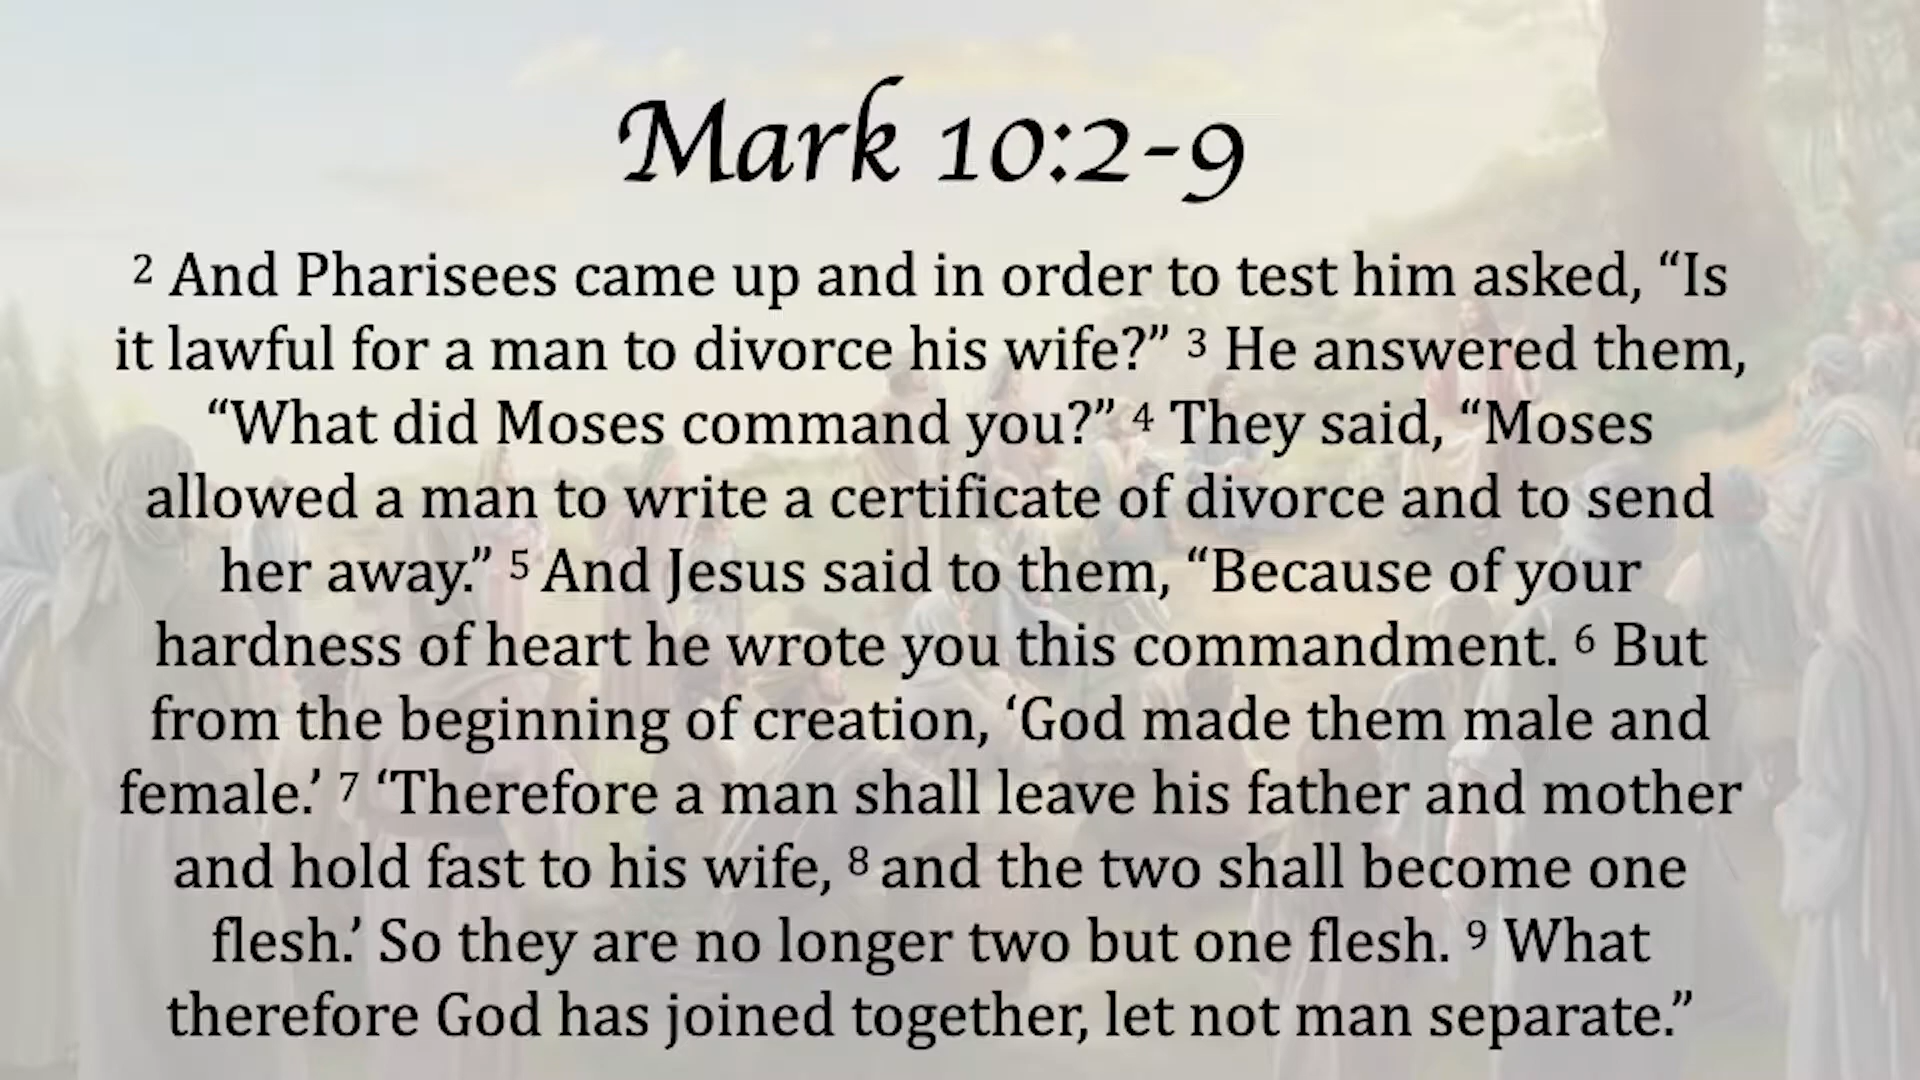 Mark 10:2-9
2 And Pharisees came up and in order to test him asked, “Is
it lawful for a man to divorce his wife?” 3 He answered them,
“What did Moses command you?” 4 They said, “Moses
allowed a man to write a certificate of divorce and to send
her away.” 5 And Jesus said to them, “Because of your
hardness of heart he wrote you this commandment. 6 But
from the beginning of creation, ‘God made them male and
female.’ 7 ‘Therefore a man shall leave his father and mother
and hold fast to his wife, 8 and the two shall become one
flesh.’ So they are no longer two but one flesh. 9 What
therefore God has joined together, let not man separate.”